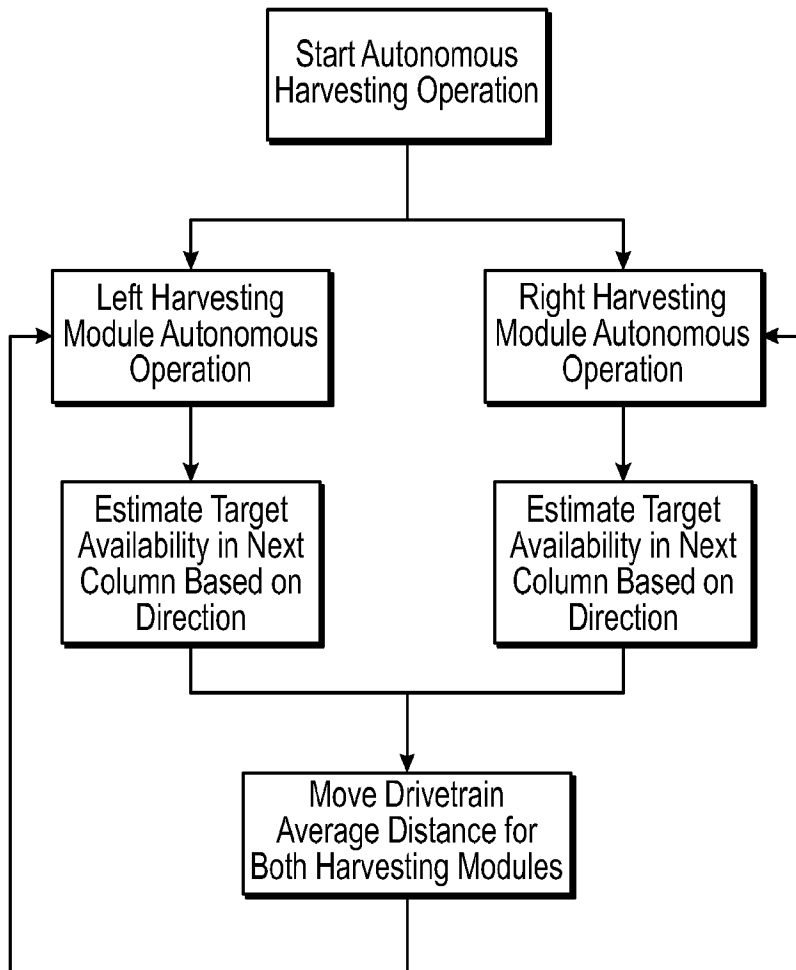 Start Autonomous
Harvesting Operation
Left Harvesting
Module Autonomous
Operation
Right Harvesting
Module Autonomous
Operation
Estimate Target
Availability in Next
Column Based on
Direction
Estimate Target
Availability in Next
Column Based on
Direction
Move Drivetrain
Average Distance for
Both Harvesting Modules